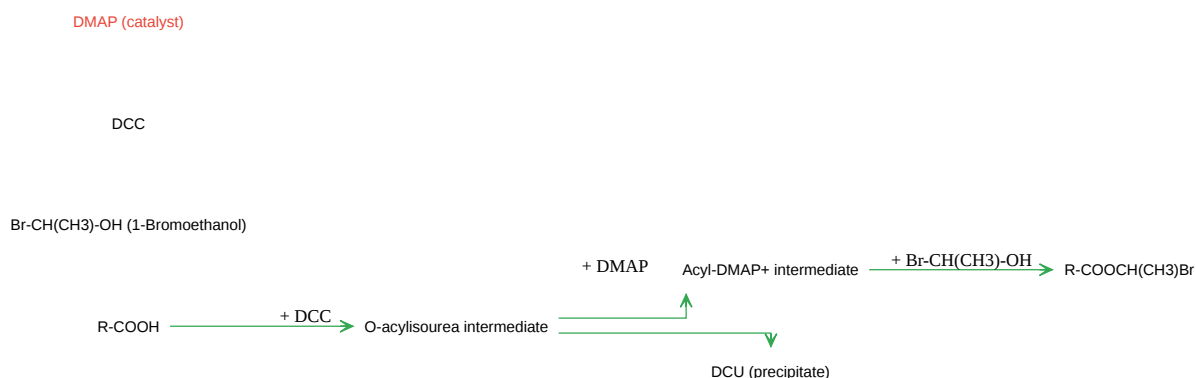 DMAP (catalyst)
DCC
Br-CH(CH3)-OH (1-Bromoethanol)
+ DMAP
Acyl-DMAP+ intermediate
+ Br-CH(CH3)-OH
R-COOCH(CH3)Br
R-COOH
+ DCC
O-acylisourea intermediate
DCU (precipitate)